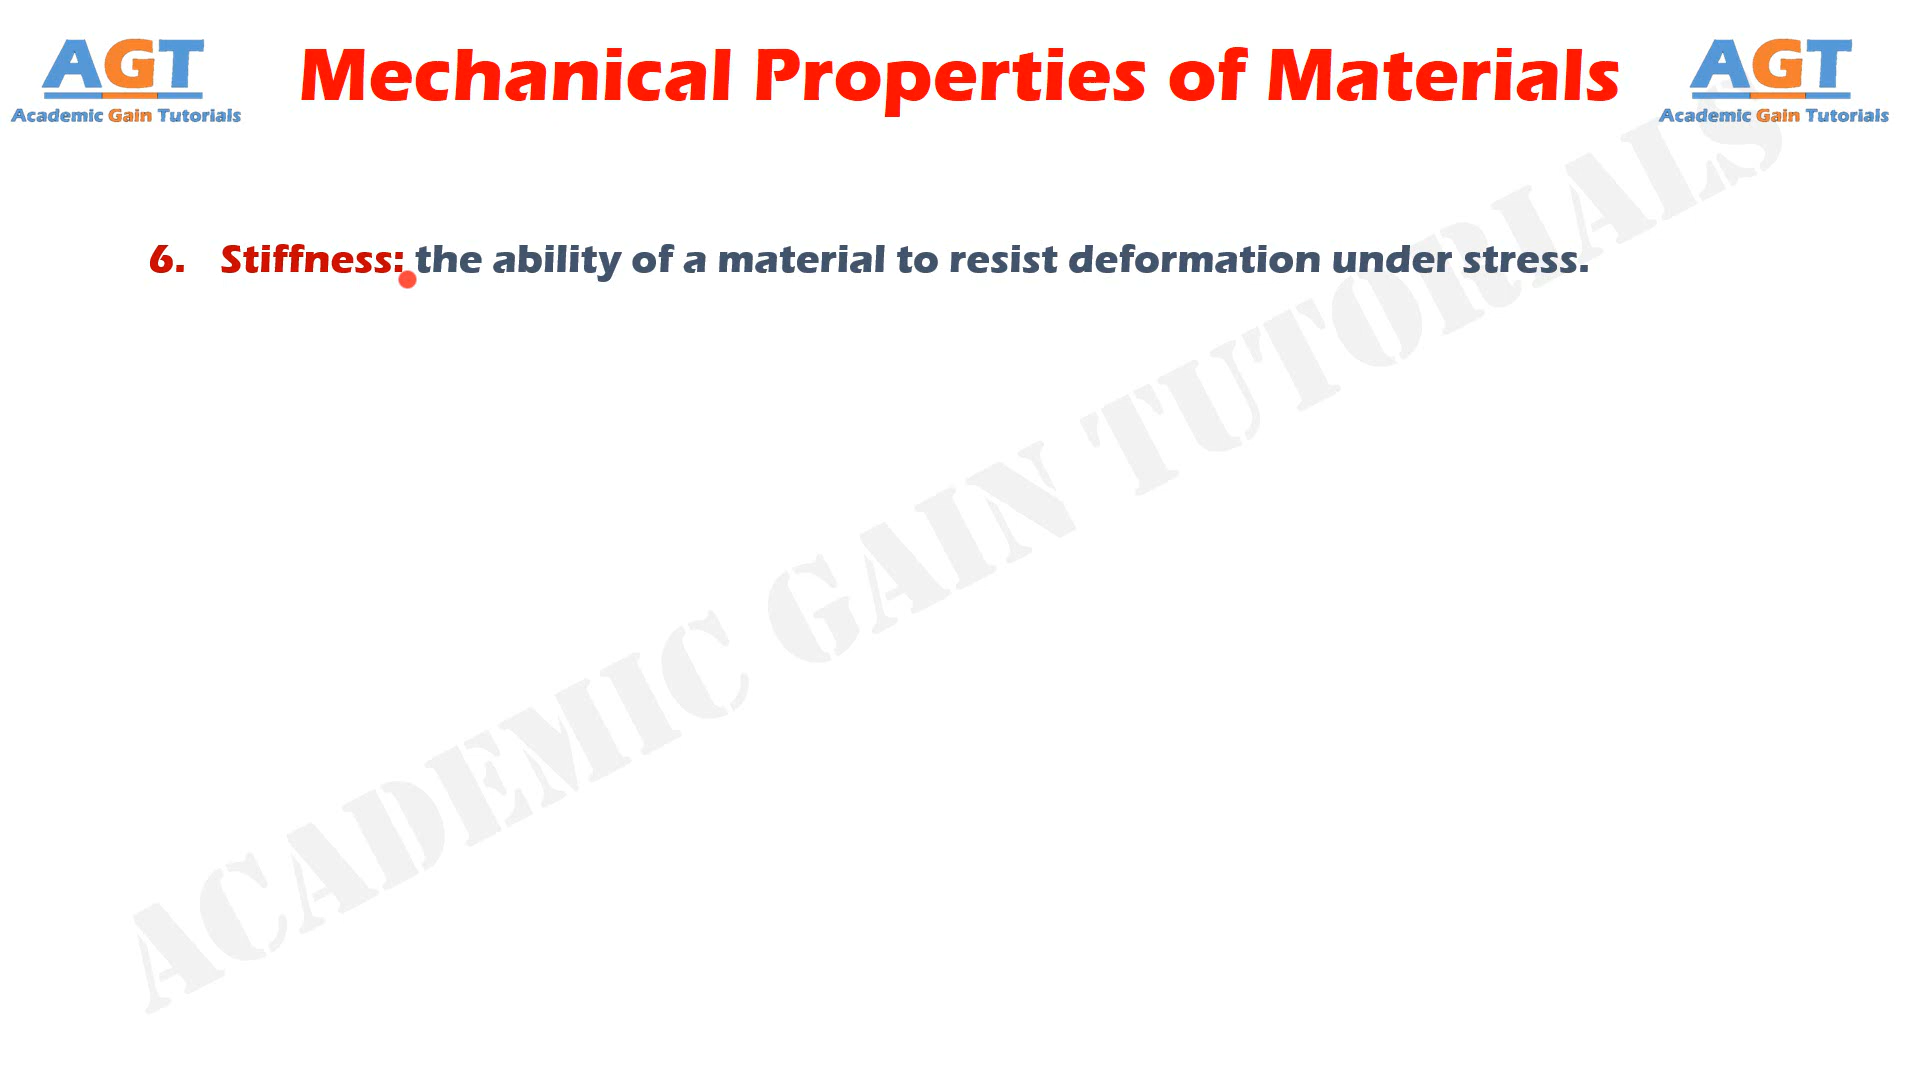 AGT
Academic Gain Tutorials
Mechanical Properties of Materials
AGT
Academic Gain Tutorials
6. Stiffness: the ability of a material to resist deformation under stress.
ACADEMIC GAIN TUTORIALS